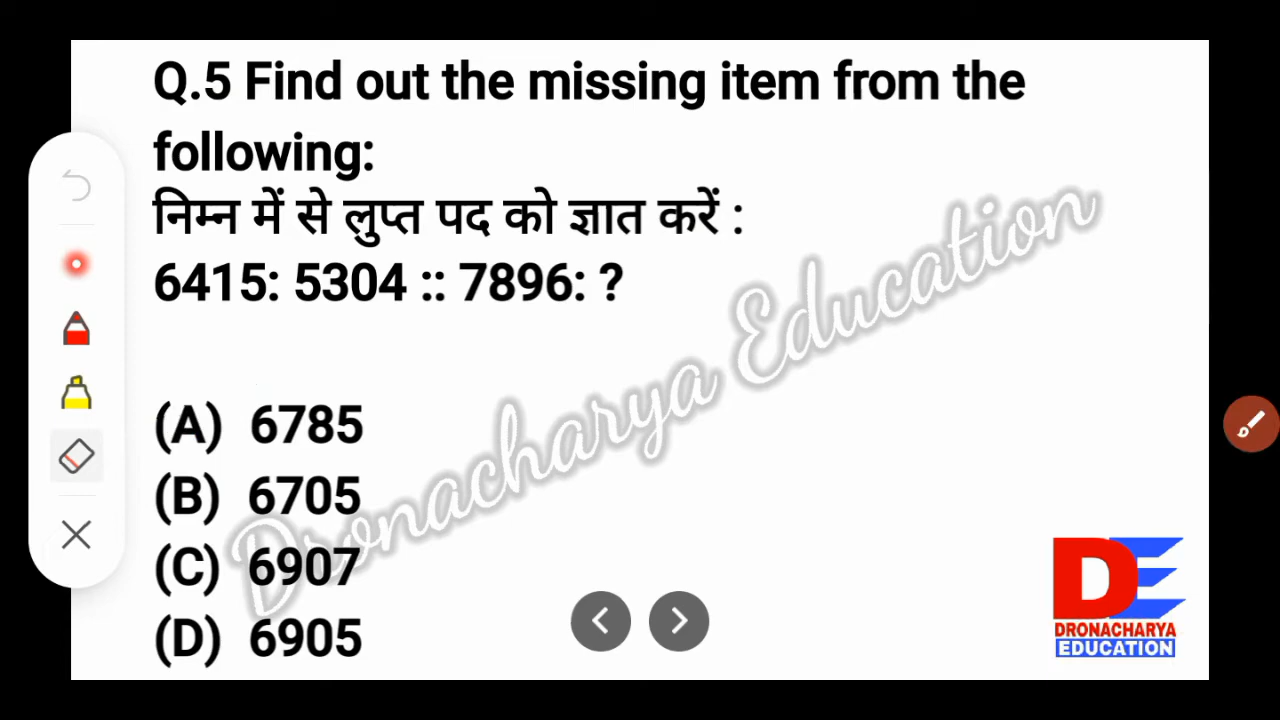 Q.5 Find out the missing item from the
following:
निम्न में से लुप्त पद को ज्ञात करें :
6415: 5304 :: 7896: ?
(A) 6785
(B) 6705
(C) 6907
(D) 6905
Dronacharya Education
DE
DRONACHARYA
EDUCATION